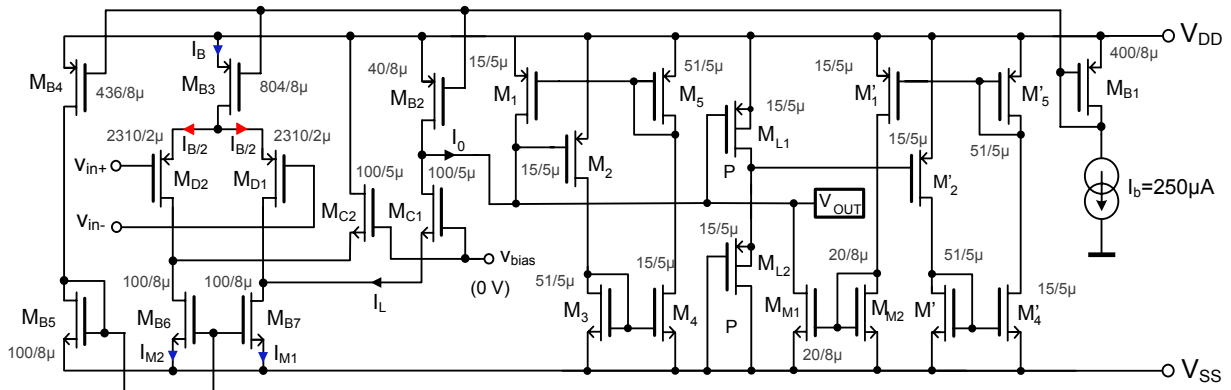 V_DD
I_B
400/8µ
15/5µ
51/5µ
15/5µ
40/8µ
M_B4
436/8µ
M_B3
804/8µ
M_B2
M_1
M_5
M'_1
M'_5
M_B1
15/5µ
M_L1
2310/2µ
I_B/2
I_B/2
2310/2µ
I_0
15/5µ
M_2
P
15/5µ
51/5µ
v_in+
M_D2
M_D1
100/5µ
100/5µ
M'_2
I_b=250µA
v_in-
M_C2
M_C1
V_OUT
15/5µ
v_bias
(0 V)
M_L2
20/8µ
51/5µ
100/8µ
100/8µ
I_L
51/5µ
15/5µ
15/5µ
M_B5
M_B6
M_B7
M_3
M_4
P
M_M1
M_M2
M'
M'_4
100/8µ
I_M2
I_M1
20/8µ
V_SS